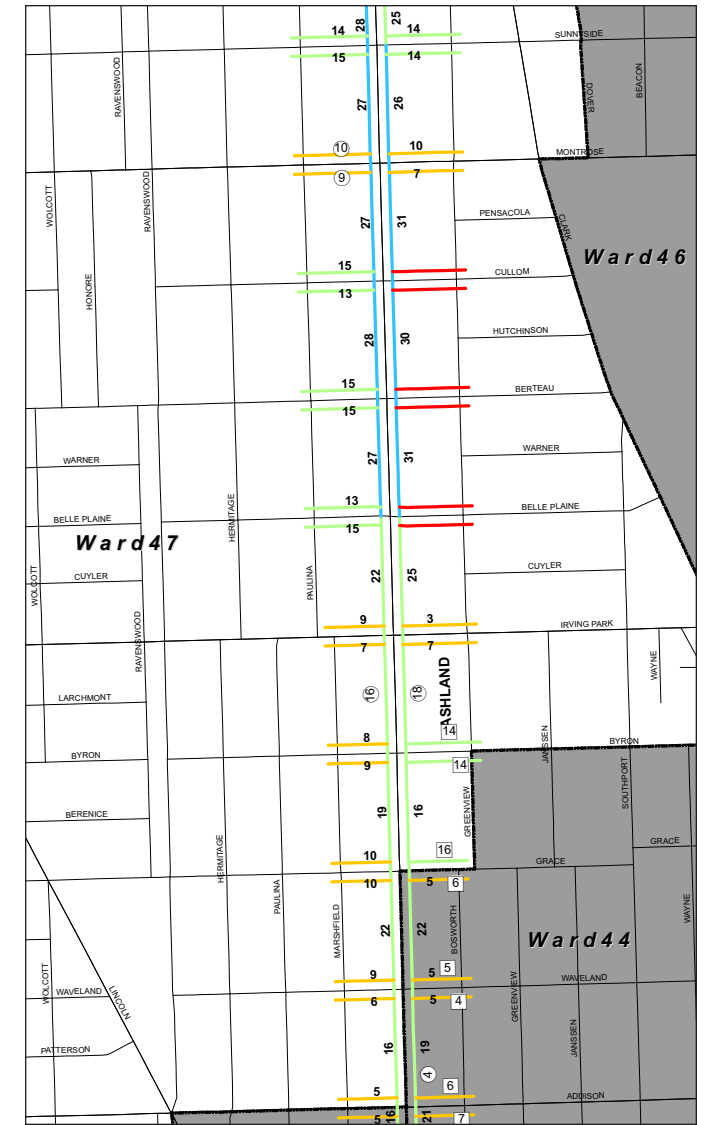 28
25
14
14
SUNNYSIDE
15
14
RAVENSWOOD
27
26
DOVER
BEACON
10
10
MONTROSE
9
7
WOLCOTT
RAVENSWOOD
27
31
PENSACOLA
CLARK
Ward46
15
CULLOM
13
HONORE
28
30
HUTCHINSON
15
BERTEAU
15
WARNER
27
31
WARNER
13
BELLE PLAINE
BELLE PLAINE
15
HERMITAGE
Ward47
WOLCOTT
CUYLER
PAULINA
22
25
CUYLER
9
3
IRVING PARK
RAVENSWOOD
7
7
WAYNE
LARCHMONT
16
18
ASHLAND
14
JANSSEN
8
BYRON
BYRON
9
14
SOUTHPORT
BERENICE
19
16
GREENVIEW
HERMITAGE
16
GRACE
10
GRACE
10
5
6
PAULINA
MARSHFIELD
22
22
BOSWORTH
WAYNE
Ward44
9
5
5
WAVELAND
WOLCOTT
WAVELAND
LINCOLN
6
5
4
GREENVIEW
JANSSEN
PATTERSON
16
19
4
6
5
ADDISON
5
16
21
7